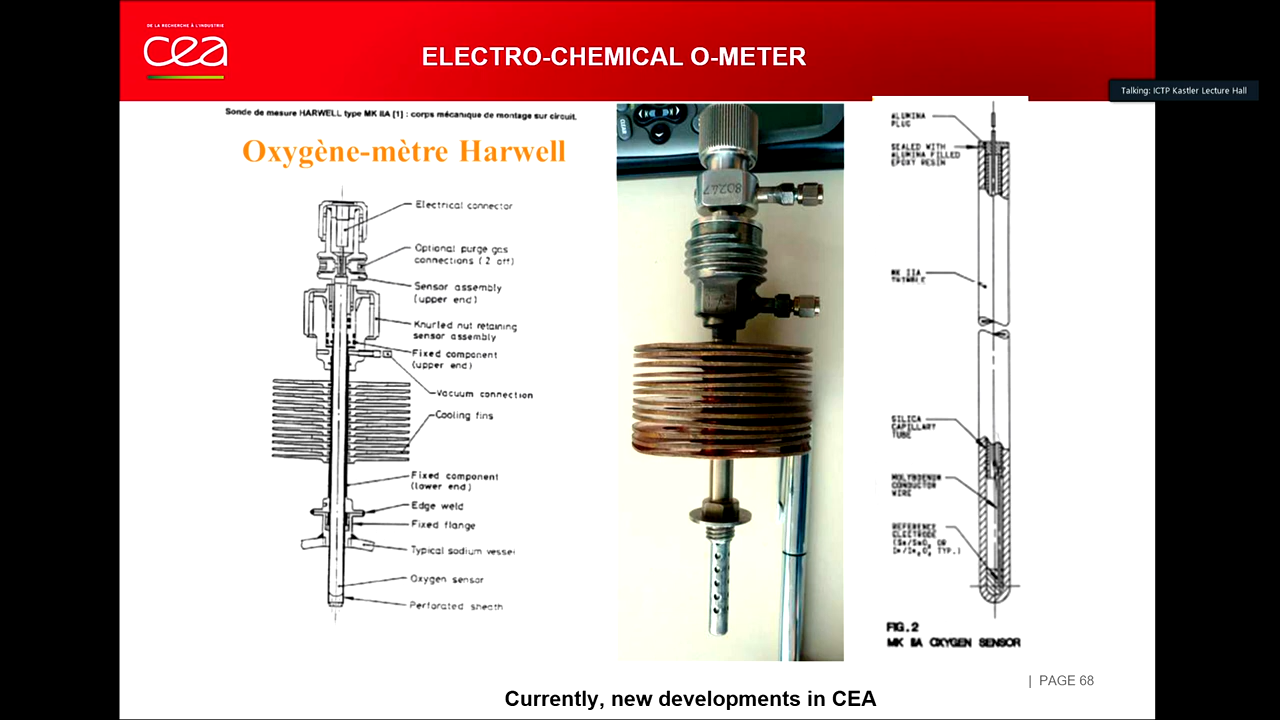 DE LA RECHERCHE À L'INDUSTRIE
cea
ELECTRO-CHEMICAL O-METER
Talking: ICTP Kastler Lecture Hall
Sonde de mesure HARWELL type MK IIA [1] : corps mécanique de montage sur circuit.
Oxygène-mètre Harwell
Electrical connector
Optional purge gas
connections (2 off)
Sensor assembly
(upper end)
Knurled nut retaining
sensor assembly
Fixed component
(upper end)
Vacuum connection
Cooling fins
Fixed component
(lower end)
Edge weld
Fixed flange
Typical sodium vessel
Oxygen sensor
Perforated sheath
CLEAR
80247
ALUMINA
PLUG
SEALED WITH
ALUMINA FILLED
EPOXY RESIN
MK IIA
THIMBLE
SILICA
CAPILLARY
TUBE
MOLYBDENUM
CONDUCTOR
WIRE
REFERENCE
ELECTRODE
OR
TYP.)
FIG.2
MK IIA OXYGEN SENSOR
| PAGE 68
Currently, new developments in CEA